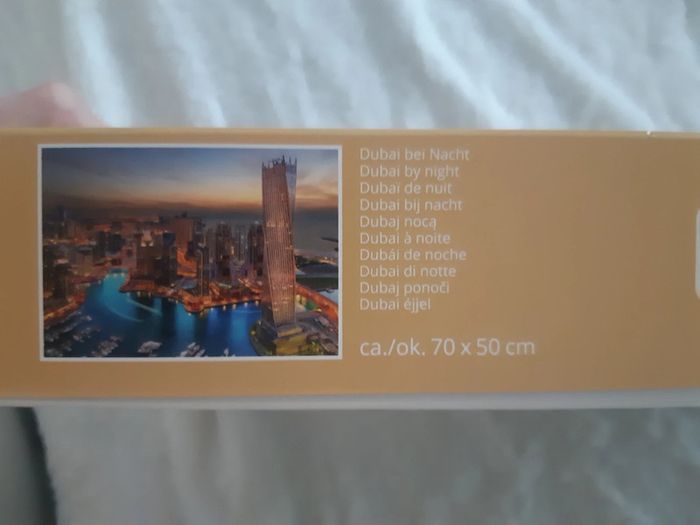 Dubai bei Nacht
Dubai by night
Dubaï de nuit
Dubai bij nacht
Dubaj nocą
Dubai à noite
Dubái de noche
Dubai di notte
Dubaj ponoči
Dubai éjjel
ca./ok. 70 x 50 cm